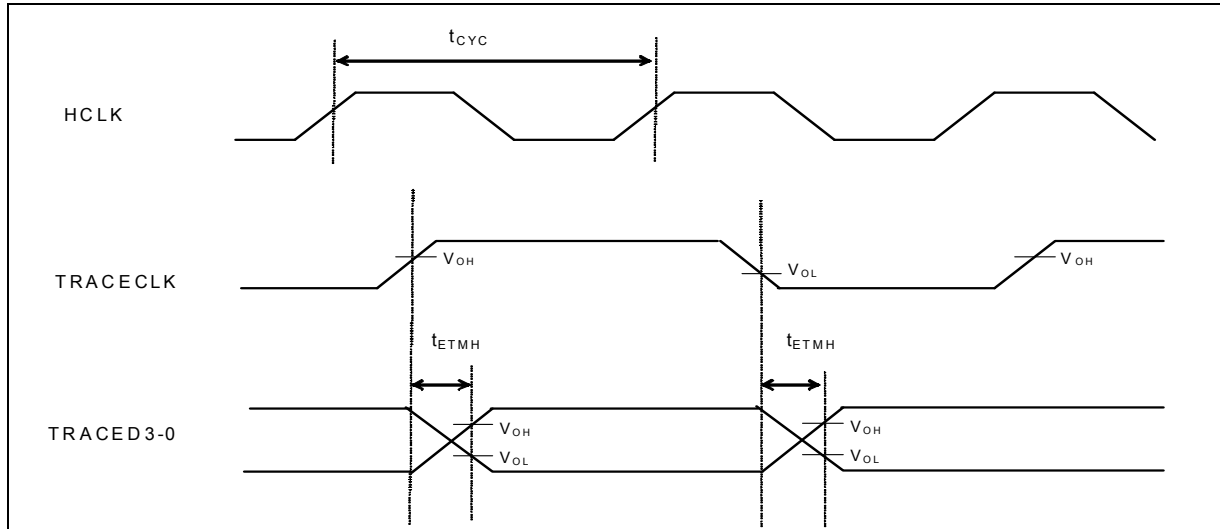 tCYC
HCLK
VOH
VOL
VOH
TRACECLK
tETMH
tETMH
VOH
VOH
TRACED3-0
VOL
VOL